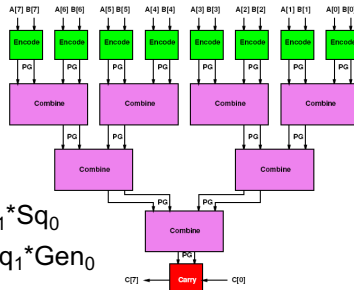 A[7] B[7] A[6] B[6] A[5] B[5] A[4] B[4] A[3] B[3] A[2] B[2] A[1] B[1] A[0] B[0]
Encode Encode Encode Encode Encode Encode Encode Encode
PG PG PG PG PG PG PG PG
Combine Combine Combine Combine
PG PG PG PG
Combine Combine
PG PG
Combine
PG
C[7] Carry C[0]
*Sq0
*Gen0